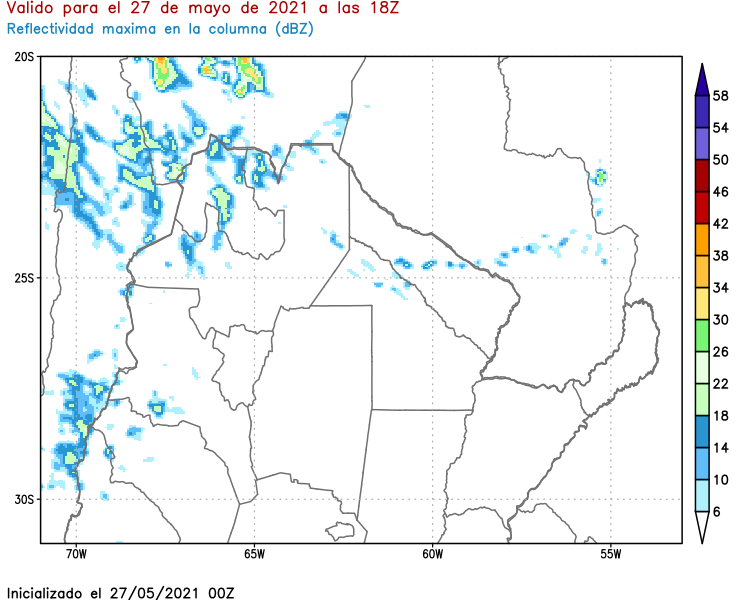 Valido para el 27 de mayo de 2021 a las 18Z
Reflectividad maxima en la columna (dBZ)
20S
25S
30S
70W
65W
60W
55W
58
54
50
46
42
38
34
30
26
22
18
14
10
6
Inicializado el 27/05/2021 00Z